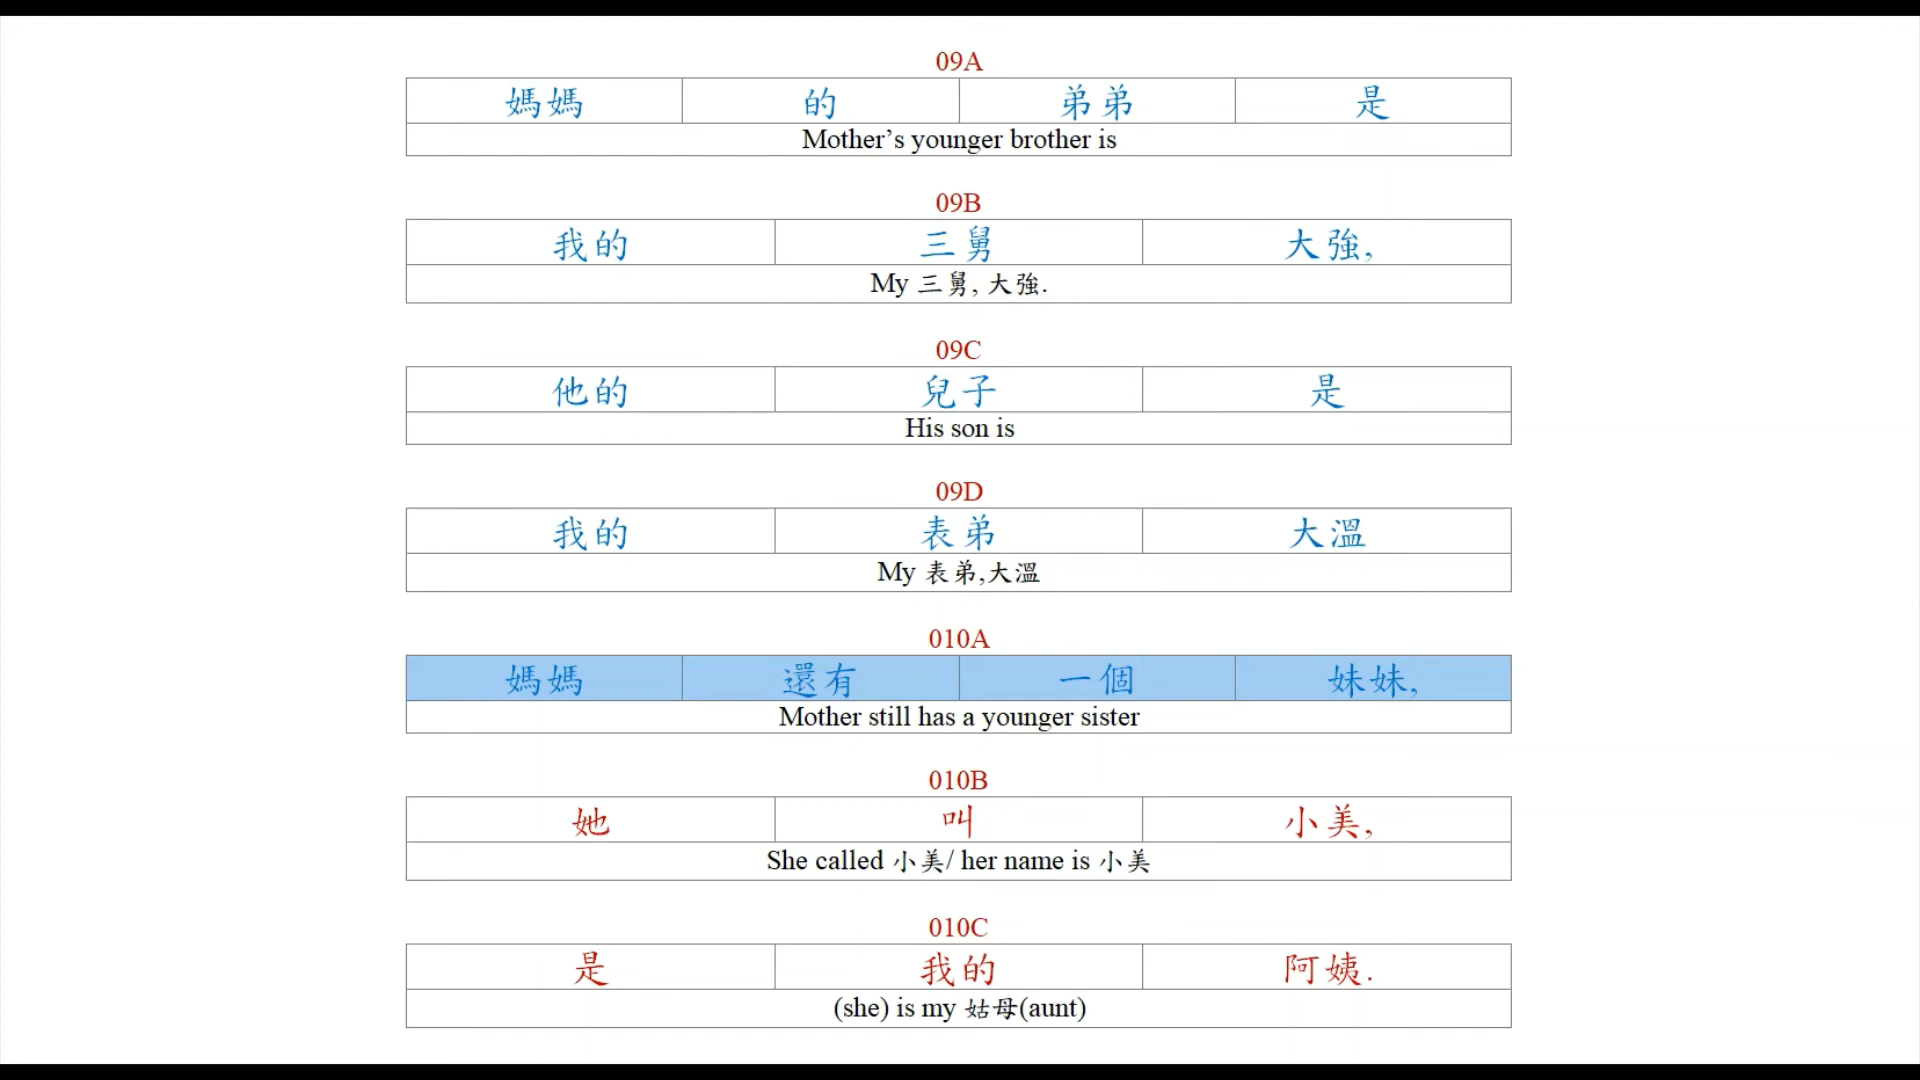 09A
媽媽 的 弟弟 是
Mother’s younger brother is
09B
我的 三舅 大強,
My 三舅, 大強.
09C
他的 兒子 是
His son is
09D
我的 表弟 大溫
My 表弟,大溫
010A
媽媽 還有 一個 妹妹,
Mother still has a younger sister
010B
她 叫 小美,
She called 小美/ her name is 小美
010C
是 我的 阿姨.
(she) is my 姑母(aunt)